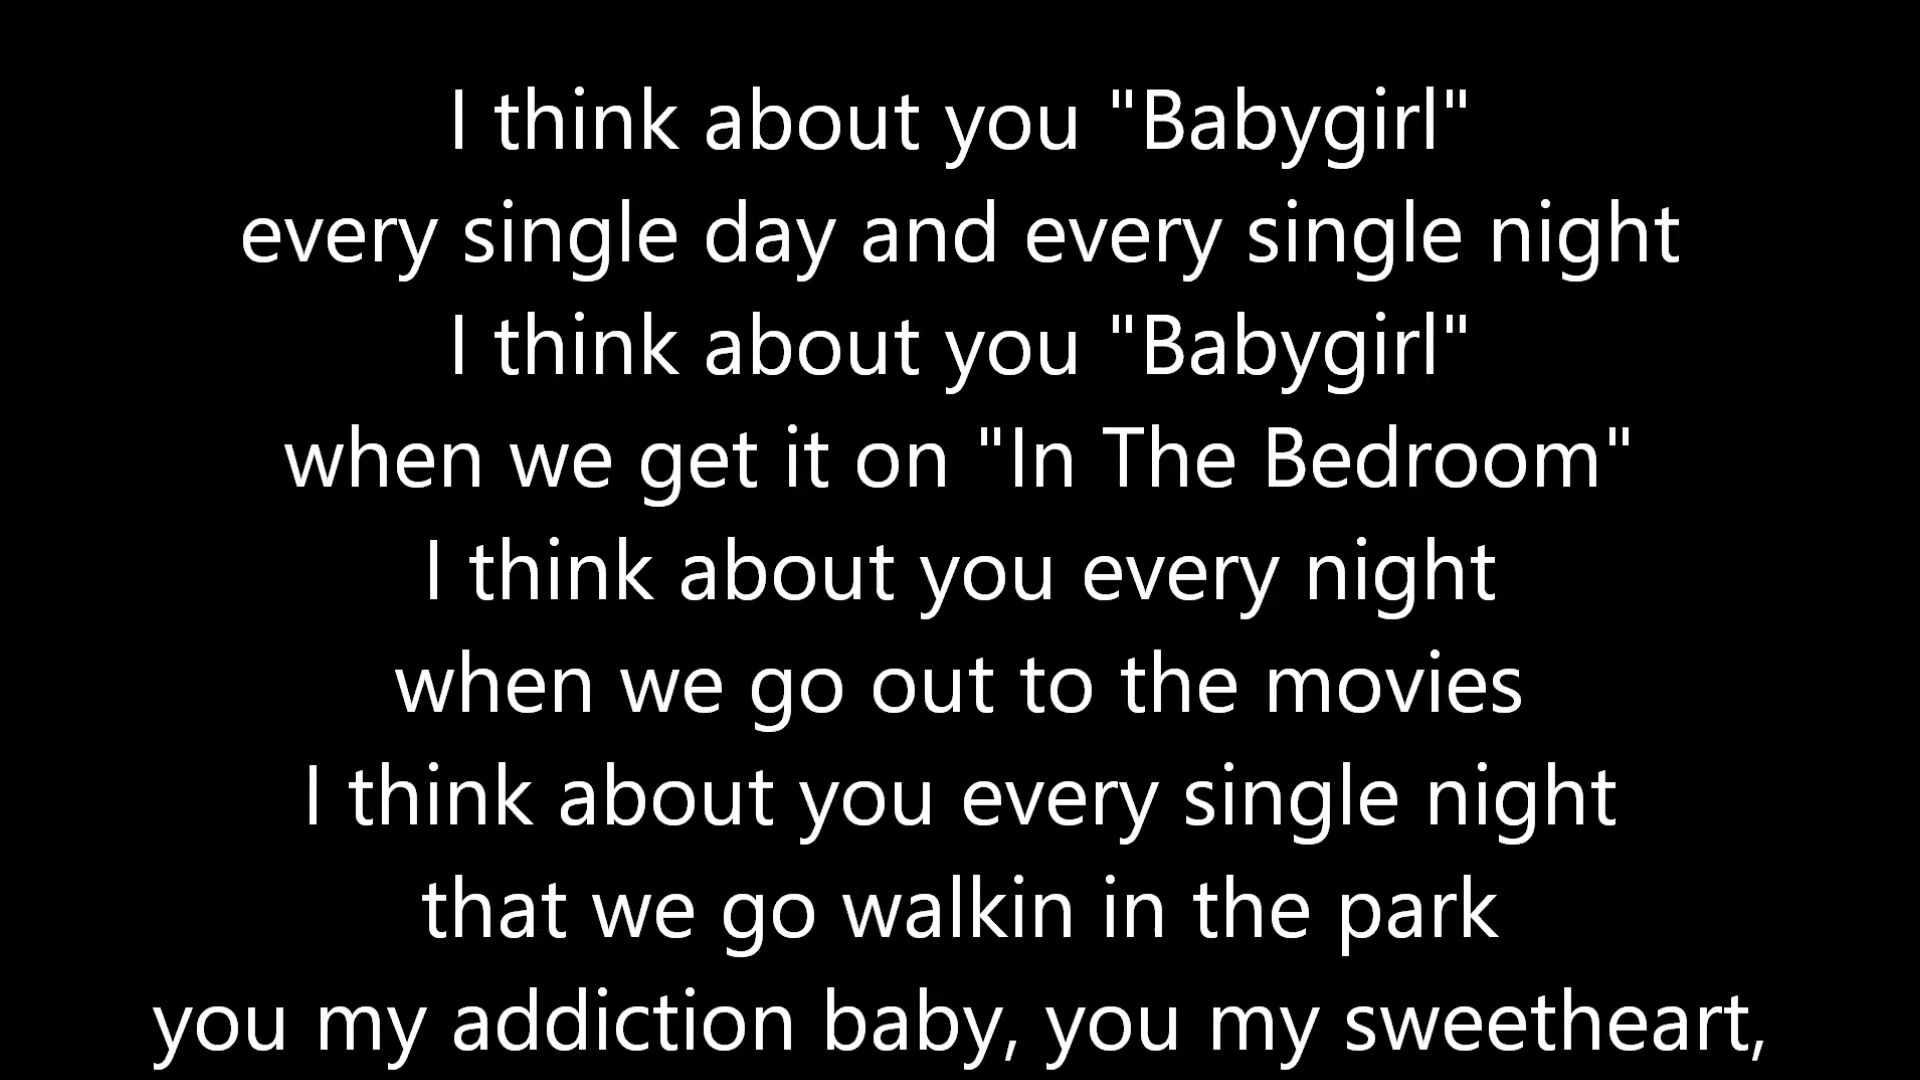 I think about you "Babygirl"
every single day and every single night
I think about you "Babygirl"
when we get it on "In The Bedroom"
I think about you every night
when we go out to the movies
I think about you every single night
that we go walkin in the park
you my addiction baby, you my sweetheart,